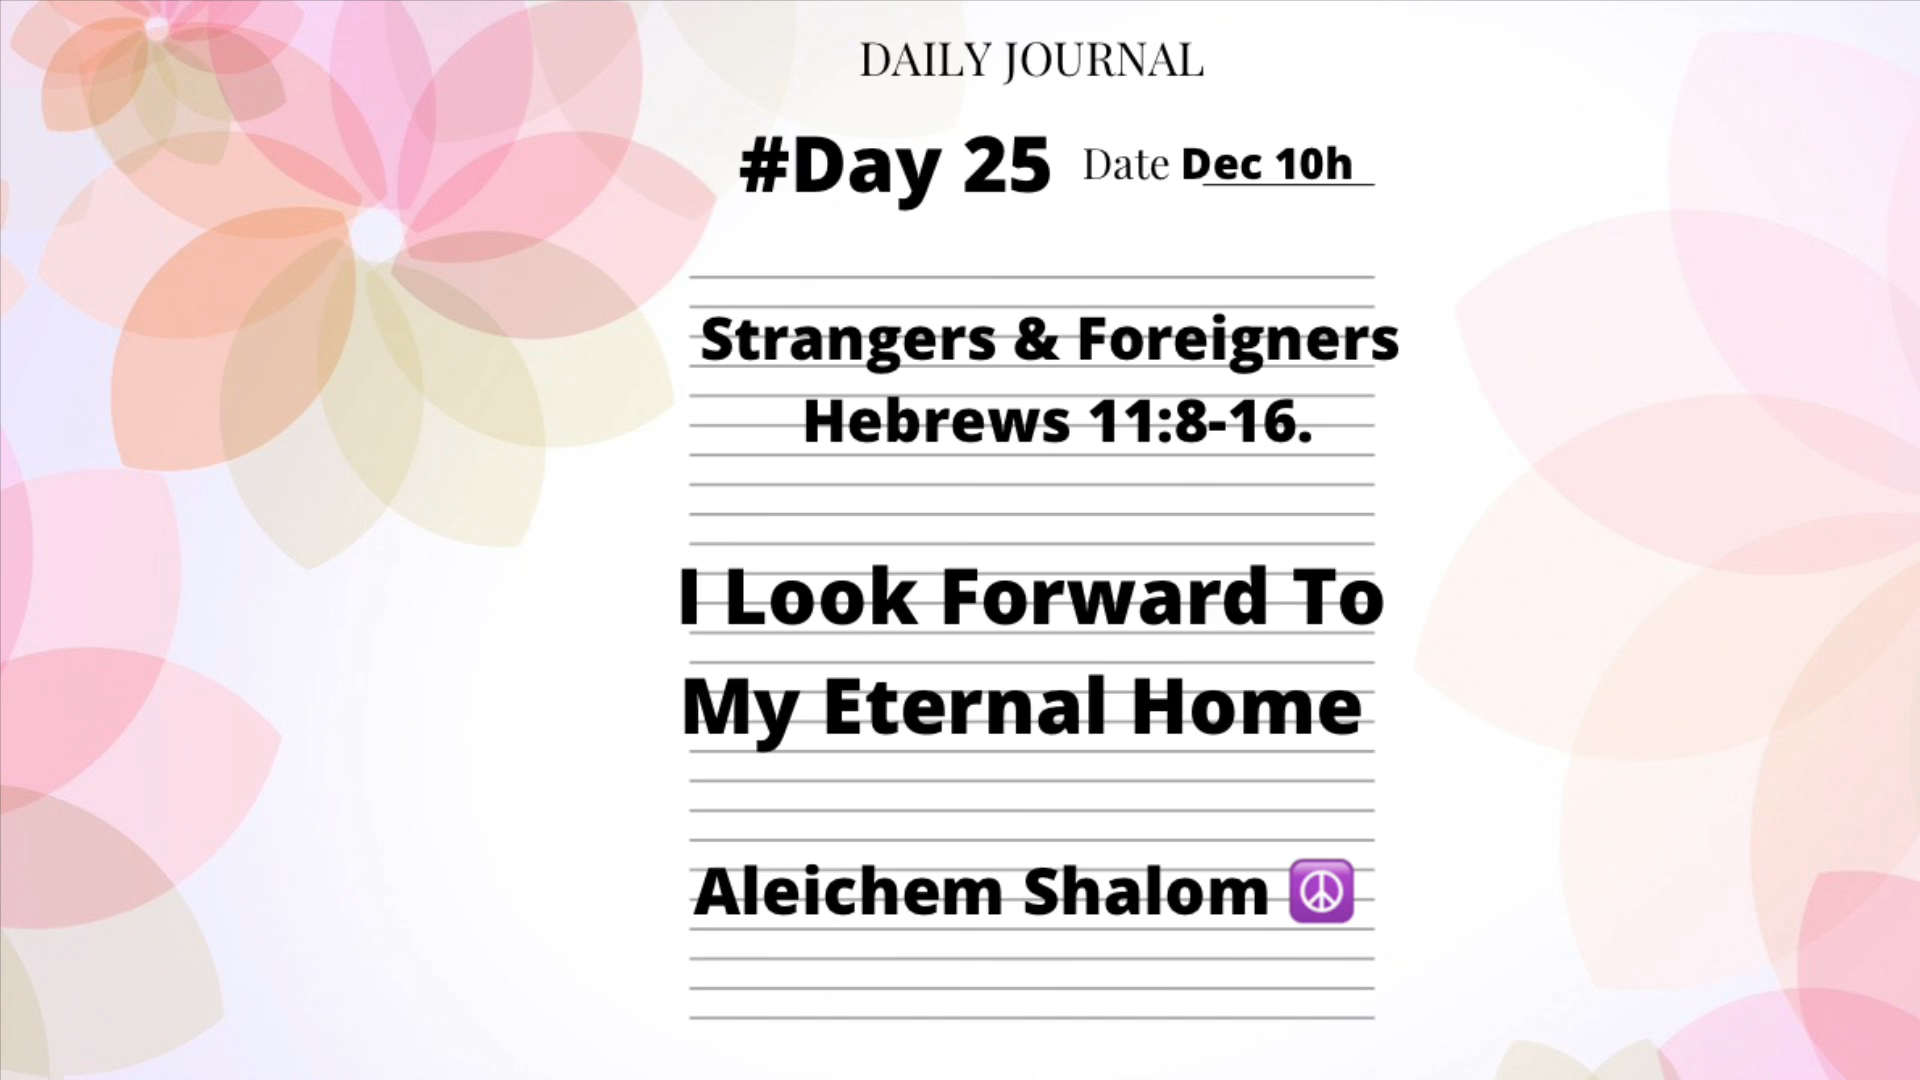 DAILY JOURNAL
#Day 25 Date Dec 10h
Strangers & Foreigners
Hebrews 11:8-16.
I Look Forward To
My Eternal Home
Aleichem Shalom ☮️